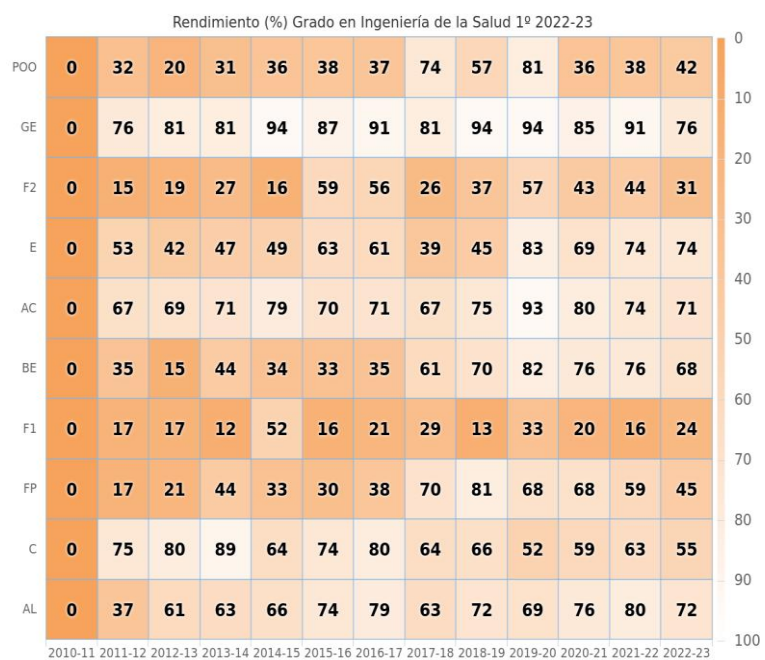 Rendimiento (%) Grado en Ingeniería de la Salud 1º 2022-23
POO 0 32 20 31 36 38 37 74 57 81 36 38 42
GE 0 76 81 81 94 87 91 81 94 94 85 91 76
F2 0 15 19 27 16 59 56 26 37 57 43 44 31
E 0 53 42 47 49 63 61 39 45 83 69 74 74
AC 0 67 69 71 79 70 71 67 75 93 80 74 71
BE 0 35 15 44 34 33 35 61 70 82 76 76 68
F1 0 17 17 12 52 16 21 29 13 33 20 16 24
FP 0 17 21 44 33 30 38 70 81 68 68 59 45
C 0 75 80 89 64 74 80 64 66 52 59 63 55
AL 0 37 61 63 66 74 79 63 72 69 76 80 72
2010-11 2011-12 2012-13 2013-14 2014-15 2015-16 2016-17 2017-18 2018-19 2019-20 2020-21 2021-22 2022-23
0
10
20
30
40
50
60
70
80
90
100